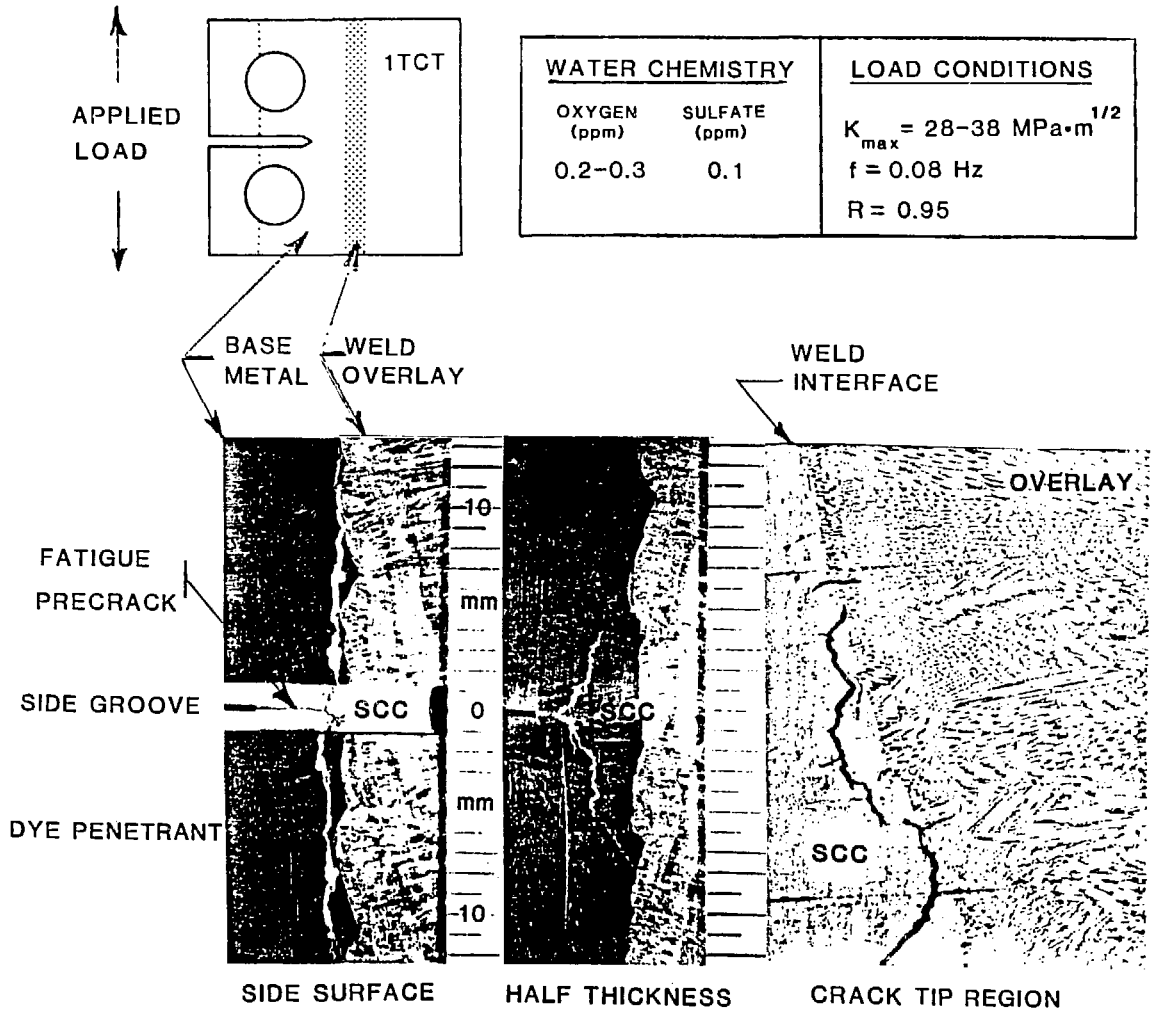 1TCT
APPLIED
LOAD
WATER CHEMISTRY
OXYGEN SULFATE
(ppm) (ppm)
0.2-0.3 0.1
LOAD CONDITIONS
Kmax = 28-38 MPa•m1/2
f = 0.08 Hz
R = 0.95
BASE
METAL
WELD
OVERLAY
WELD
INTERFACE
OVERLAY
FATIGUE
PRECRACK
SIDE GROOVE
DYE PENETRANT
SCC
10
mm
0
mm
10
SCC
SCC
SIDE SURFACE
HALF THICKNESS
CRACK TIP REGION